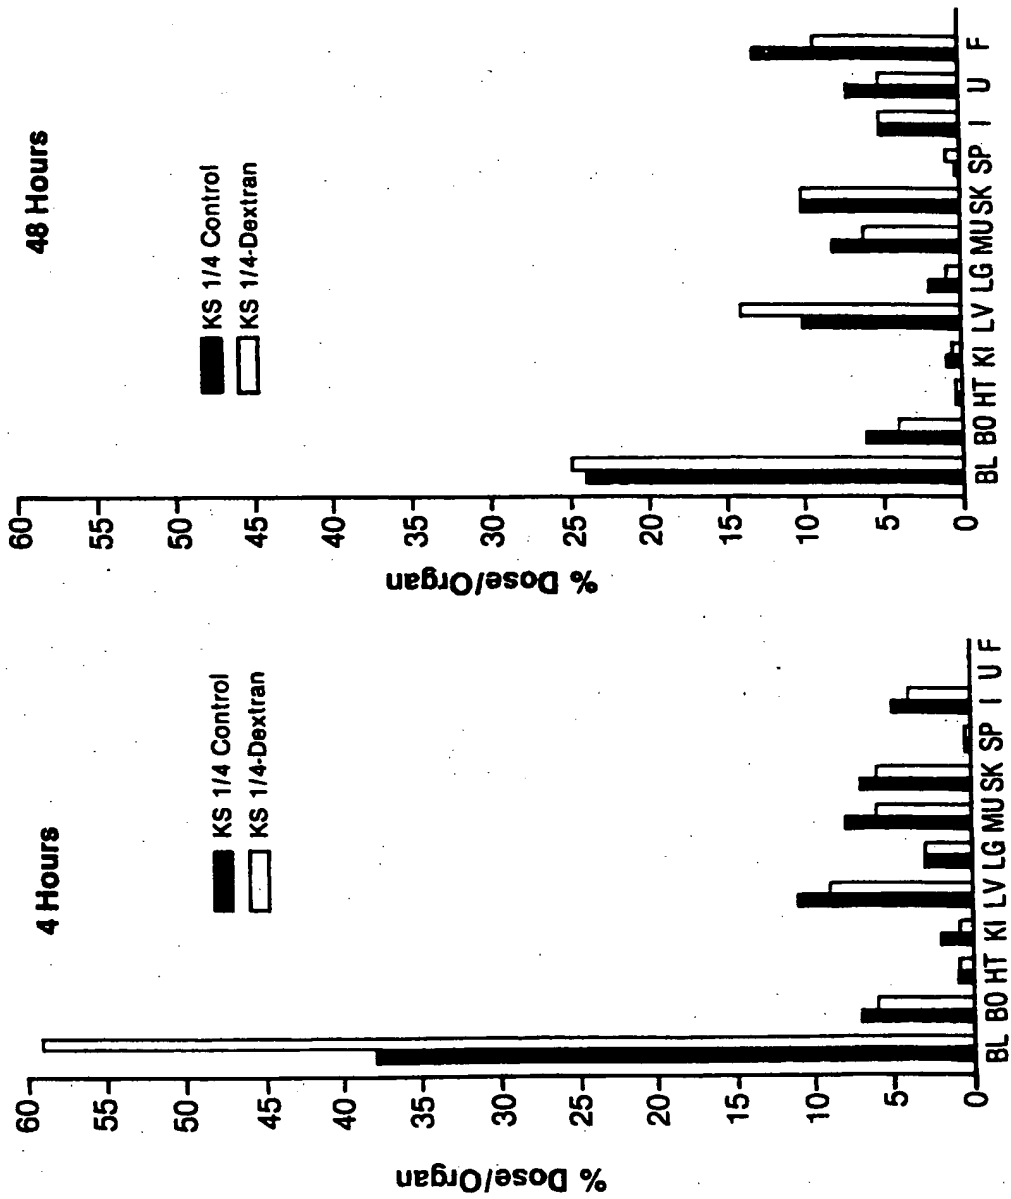 4 Hours
KS 1/4 Control
KS 1/4-Dextran
% Dose/Organ
60
55
50
45
40
35
30
25
20
15
10
5
0
BL BO HT KI LV LG MU SK SP I U F
48 Hours
KS 1/4 Control
KS 1/4-Dextran
% Dose/Organ
60
55
50
45
40
35
30
25
20
15
10
5
0
BL BO HT KI LV LG MU SK SP I U F